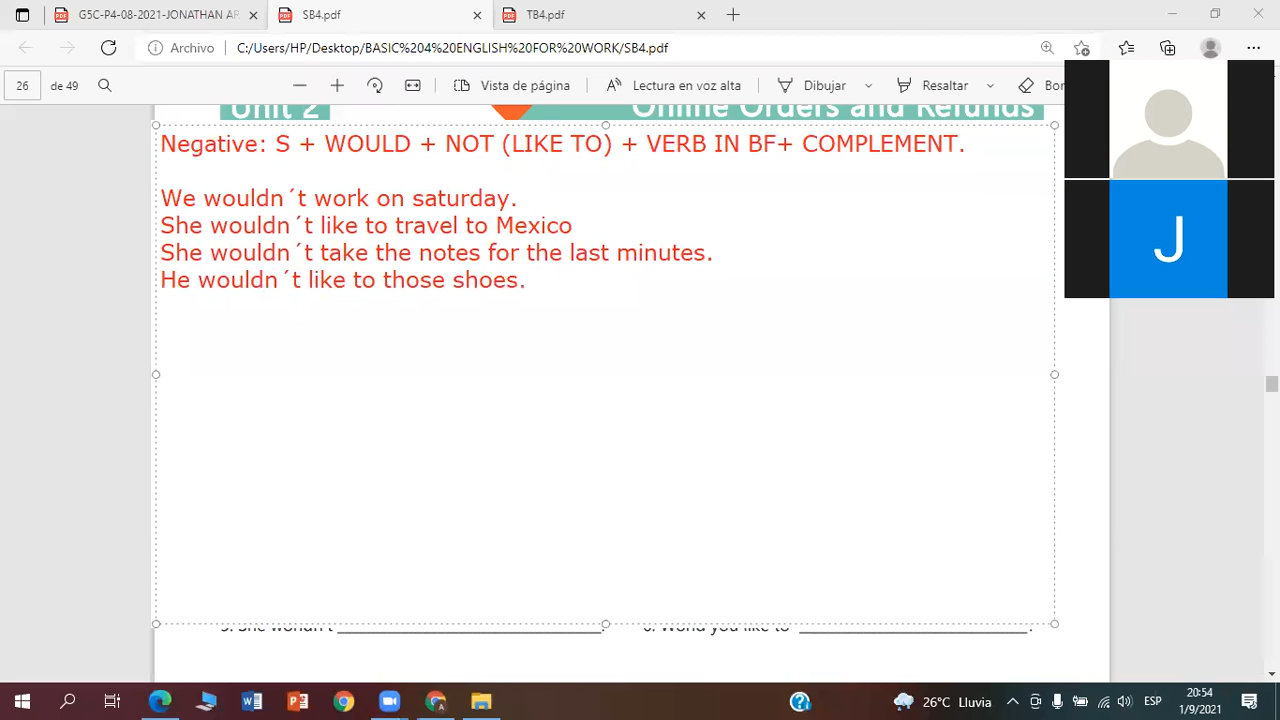 G5C-P4-08-2021-JONATHAN AR
SB4.pdf
TB4.pdf
Archivo
C:/Users/HP/Desktop/BASIC%204%20ENGLISH%20FOR%20WORK/SB4.pdf
26
de 49
Vista de página
Lectura en voz alta
Dibujar
Resaltar
Bor
Unit 2
Online Orders and Refunds
Negative: S + WOULD + NOT (LIKE TO) + VERB IN BF+ COMPLEMENT.
We wouldn´t work on saturday.
She wouldn´t like to travel to Mexico
She wouldn´t take the notes for the last minutes.
He wouldn´t like to those shoes.
J
26°C Lluvia
ESP
20:54
1/9/2021